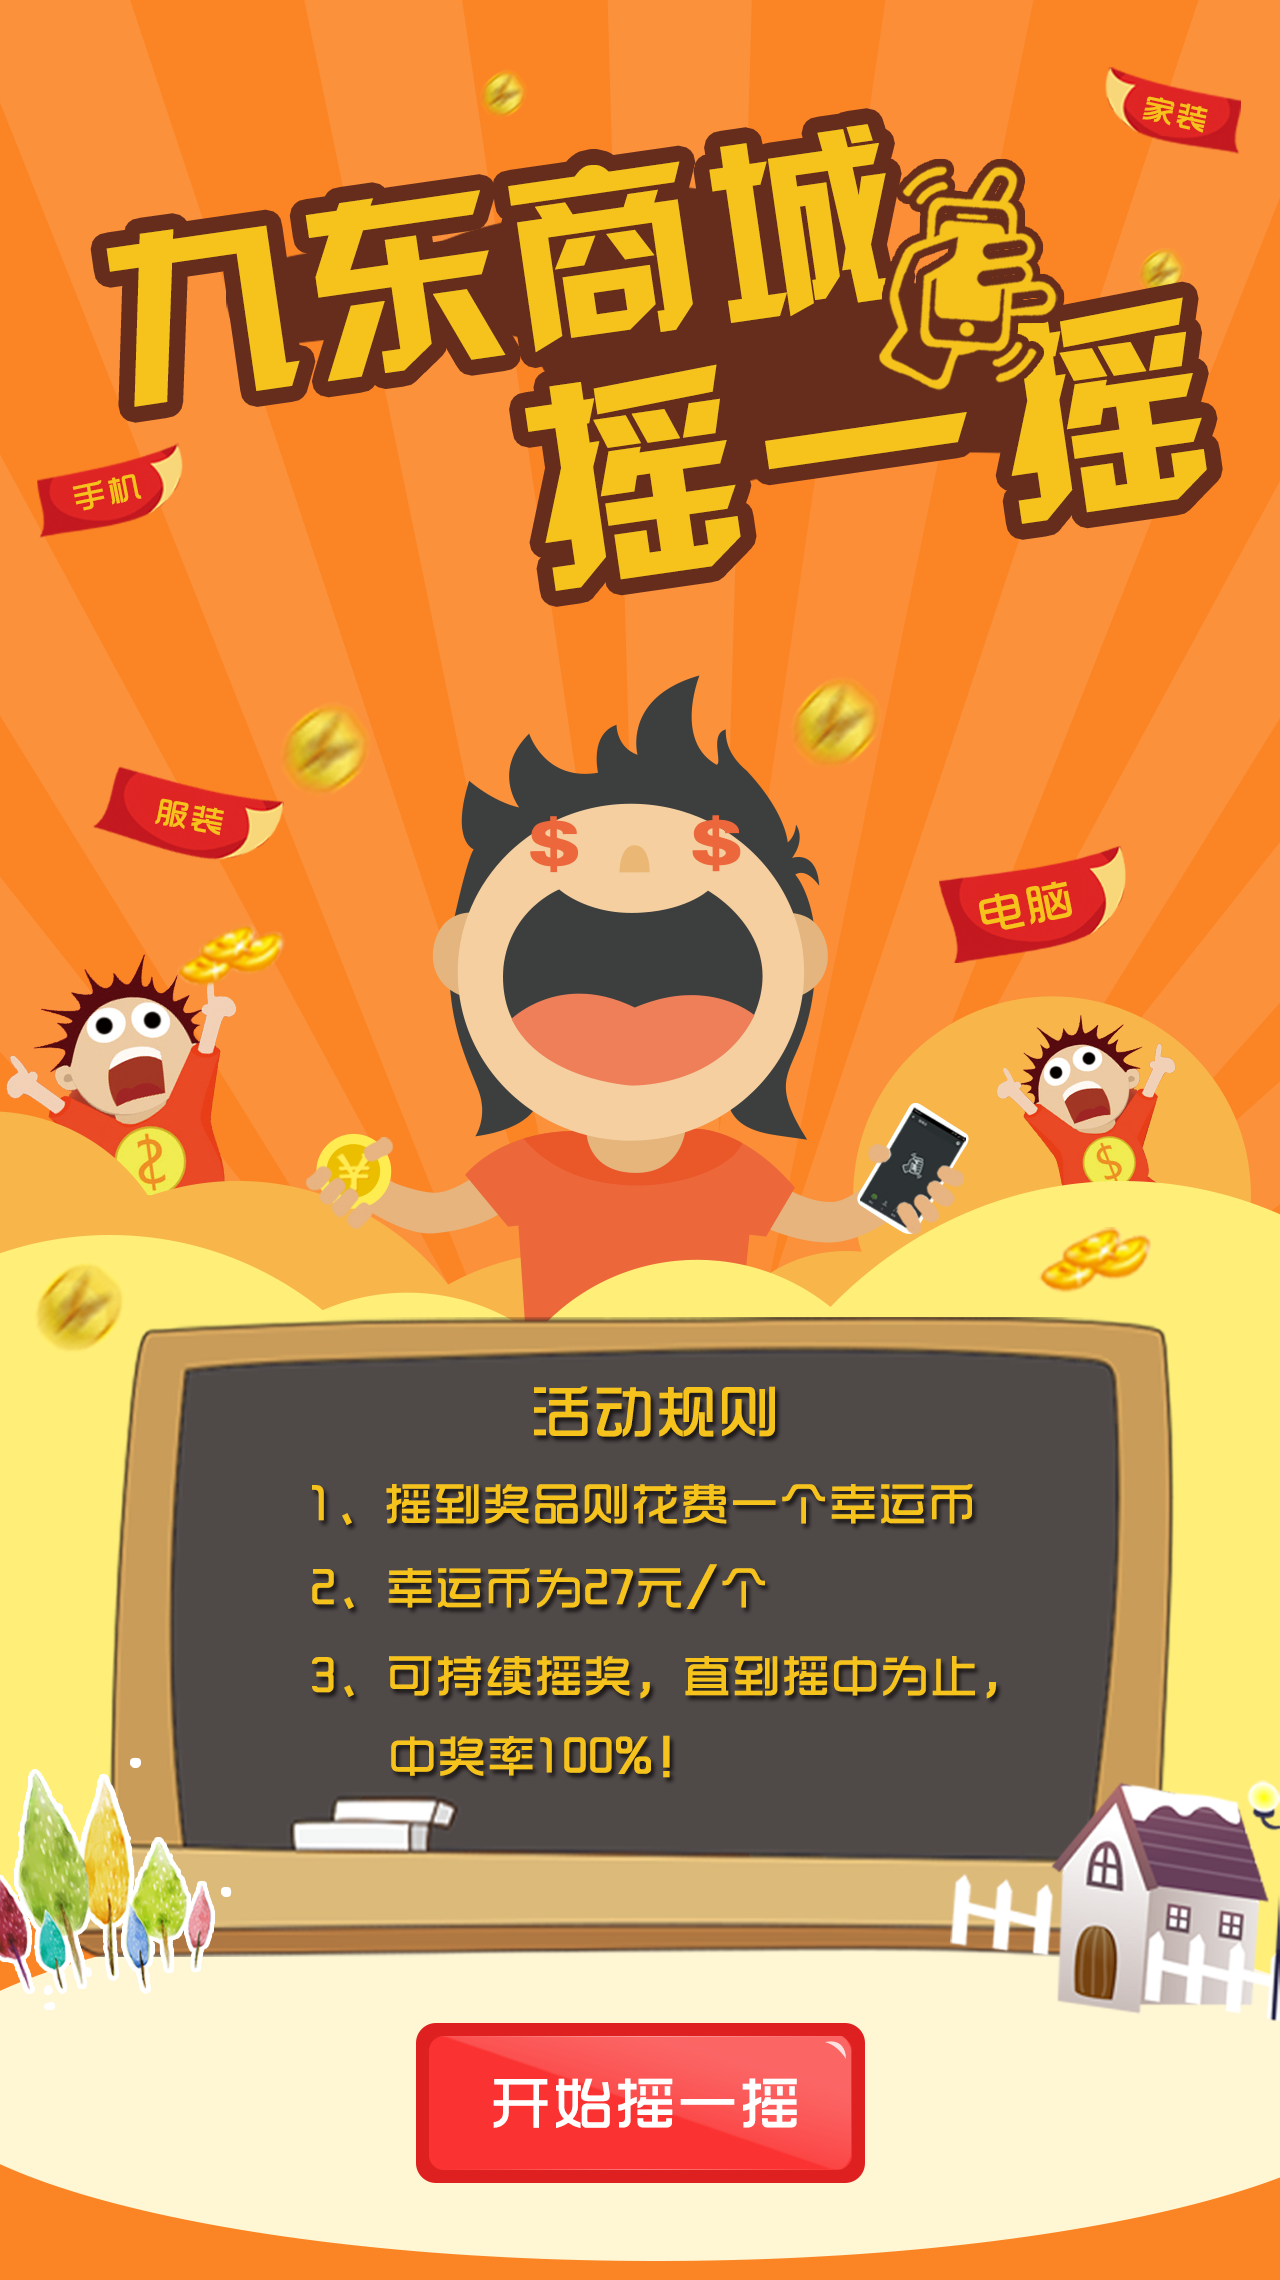 家装
九东商城
摇一摇
手机
服装
电脑
$ $
$
¥
$
活动规则
1、摇到奖品则花费一个幸运币
2、幸运币为27元/个
3、可持续摇奖，直到摇中为止，
中奖率100%！
开始摇一摇